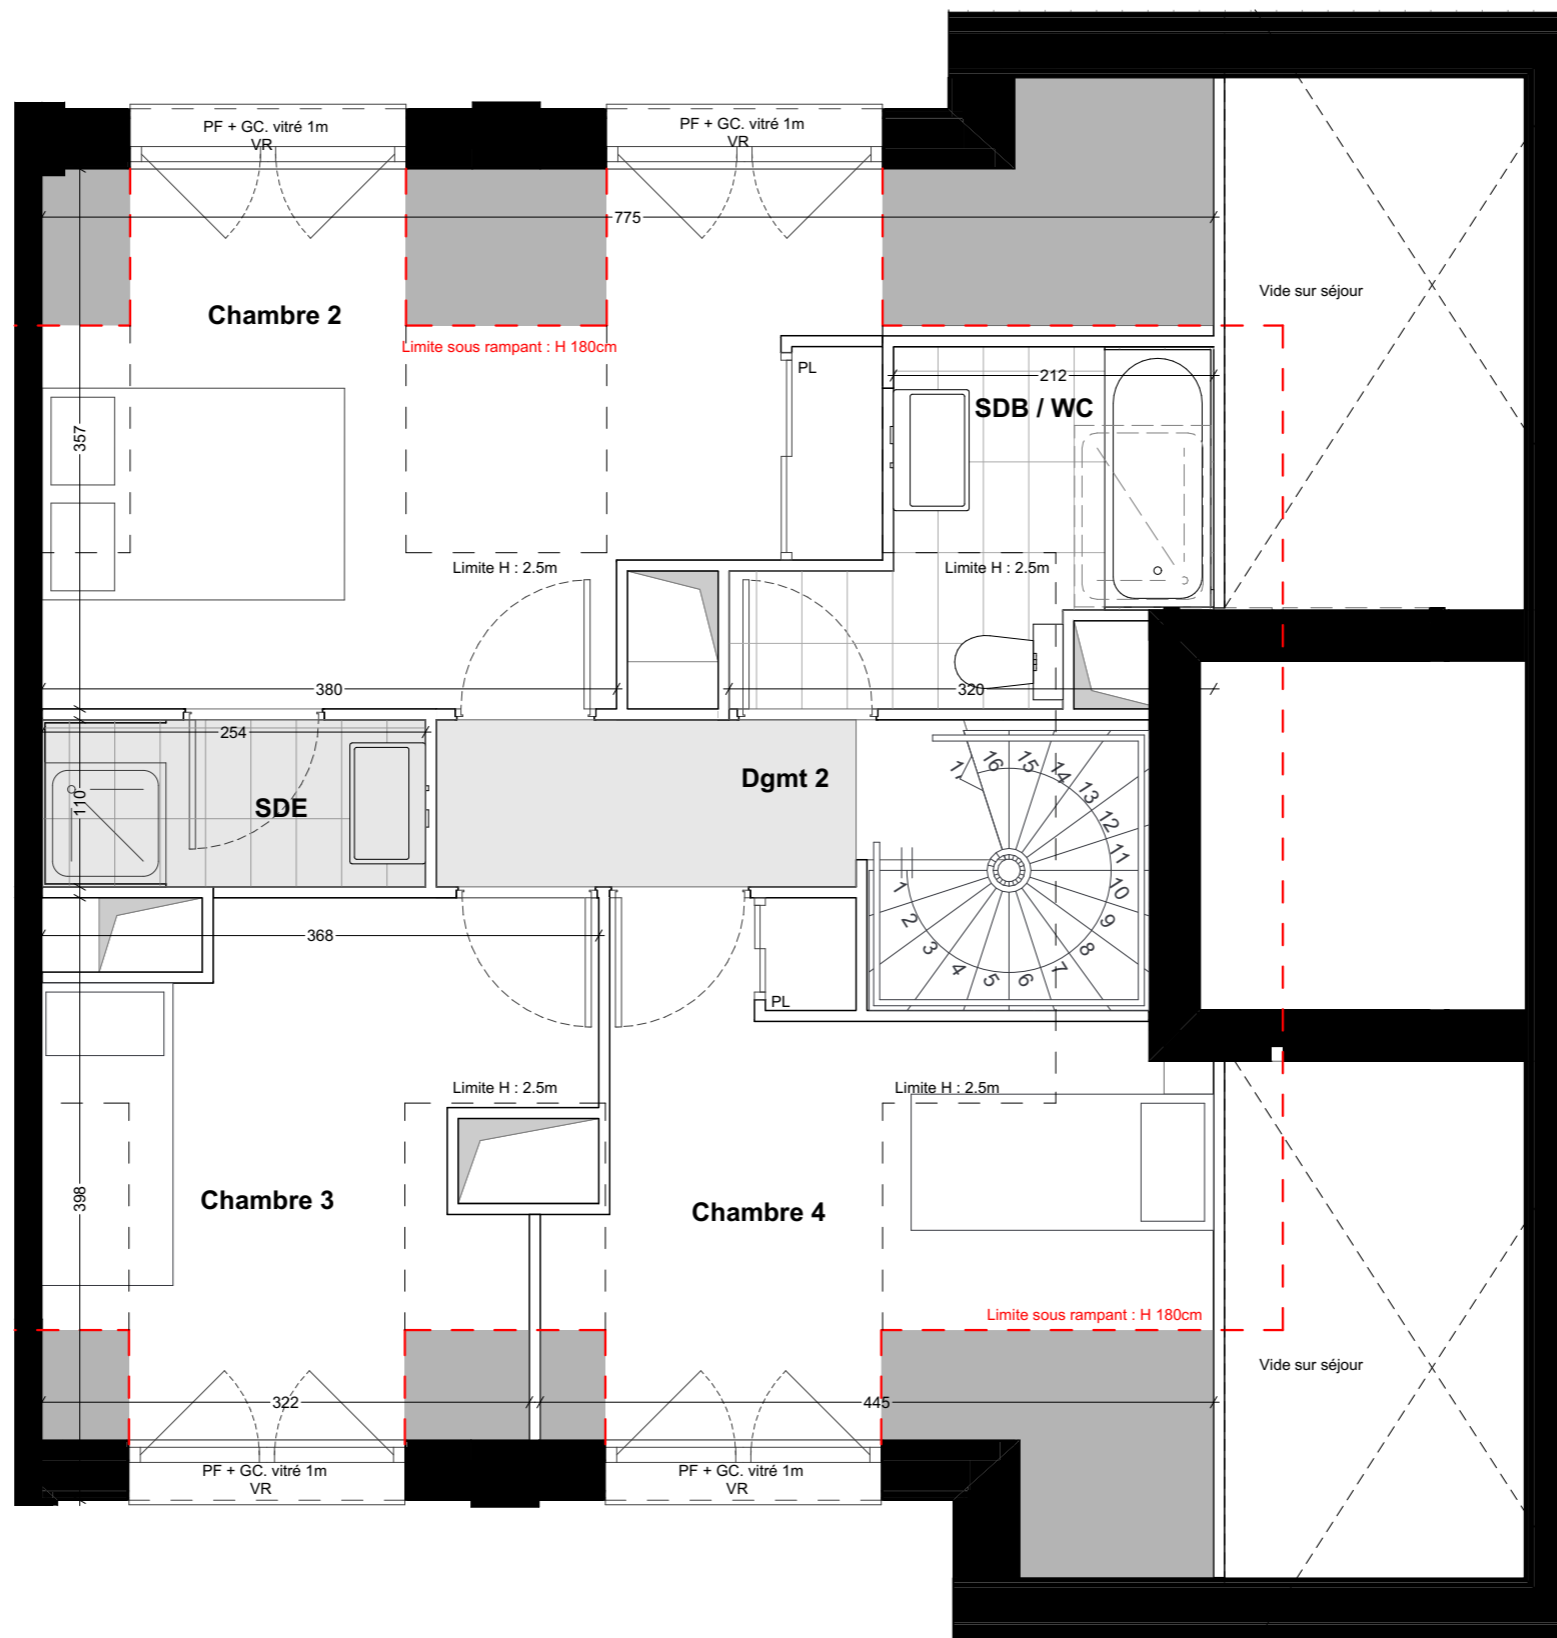 PF + GC. vitré 1m
VR
PF + GC. vitré 1m
VR
775
Vide sur séjour
Chambre 2
Limite sous rampant : H 180cm
PL
212
SDB / WC
357
Limite H : 2.5m
Limite H : 2.5m
380
320
254
Dgmt 2
SDE
110
17
16
15
14
13
12
11
10
9
8
7
6
5
4
3
2
1
368
PL
Limite H : 2.5m
Limite H : 2.5m
398
Chambre 3
Chambre 4
Limite sous rampant : H 180cm
Vide sur séjour
322
445
PF + GC. vitré 1m
VR
PF + GC. vitré 1m
VR